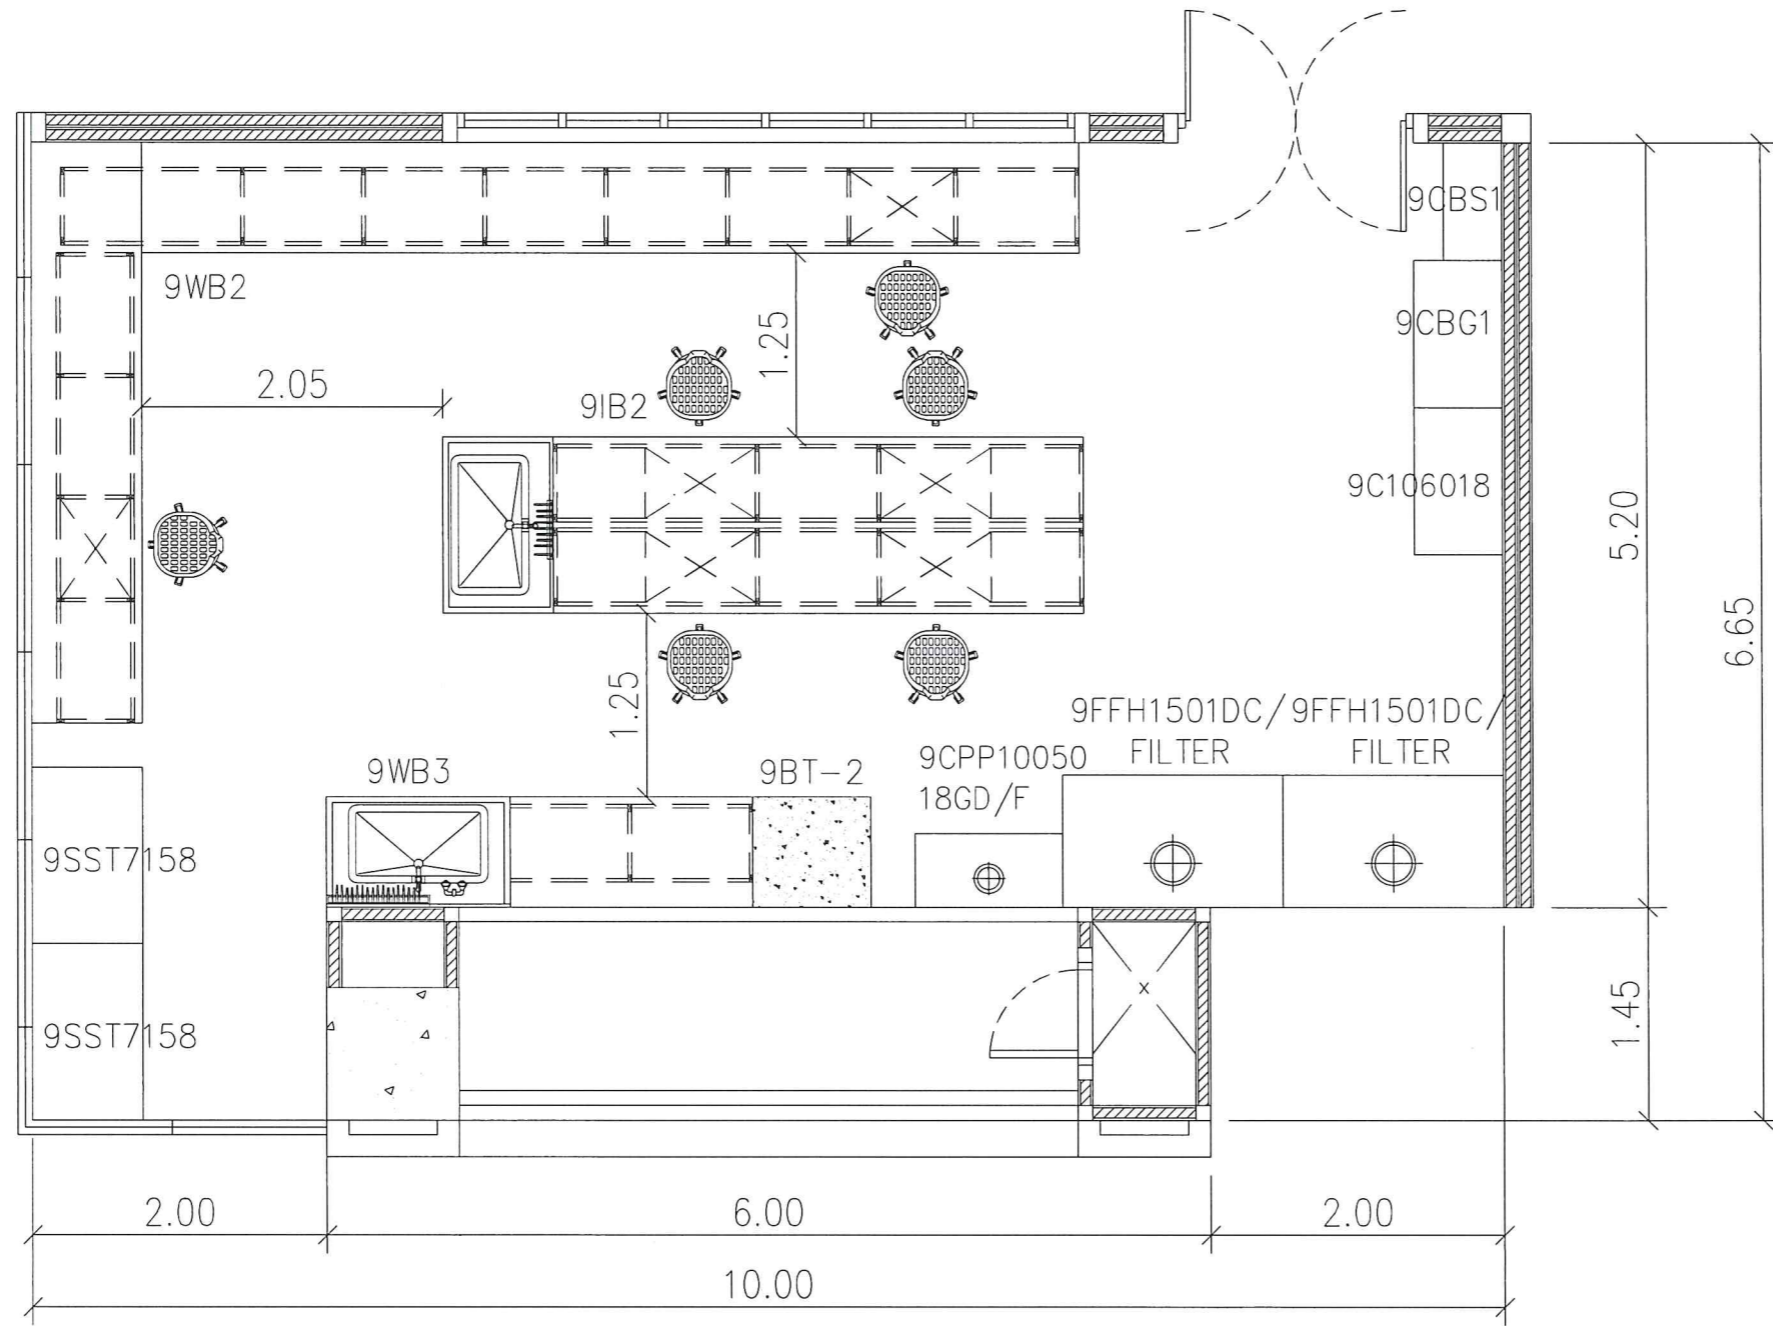 9CBS1
9WB2
9CBG1
1.25
2.05
9IB2
9C106018
5.20
6.65
1.25
9FFH1501DC/
FILTER
9FFH1501DC/
FILTER
9WB3
9BT-2
9CPP10050
18GD/F
9SST7158
9SST7158
x
1.45
2.00
6.00
2.00
10.00